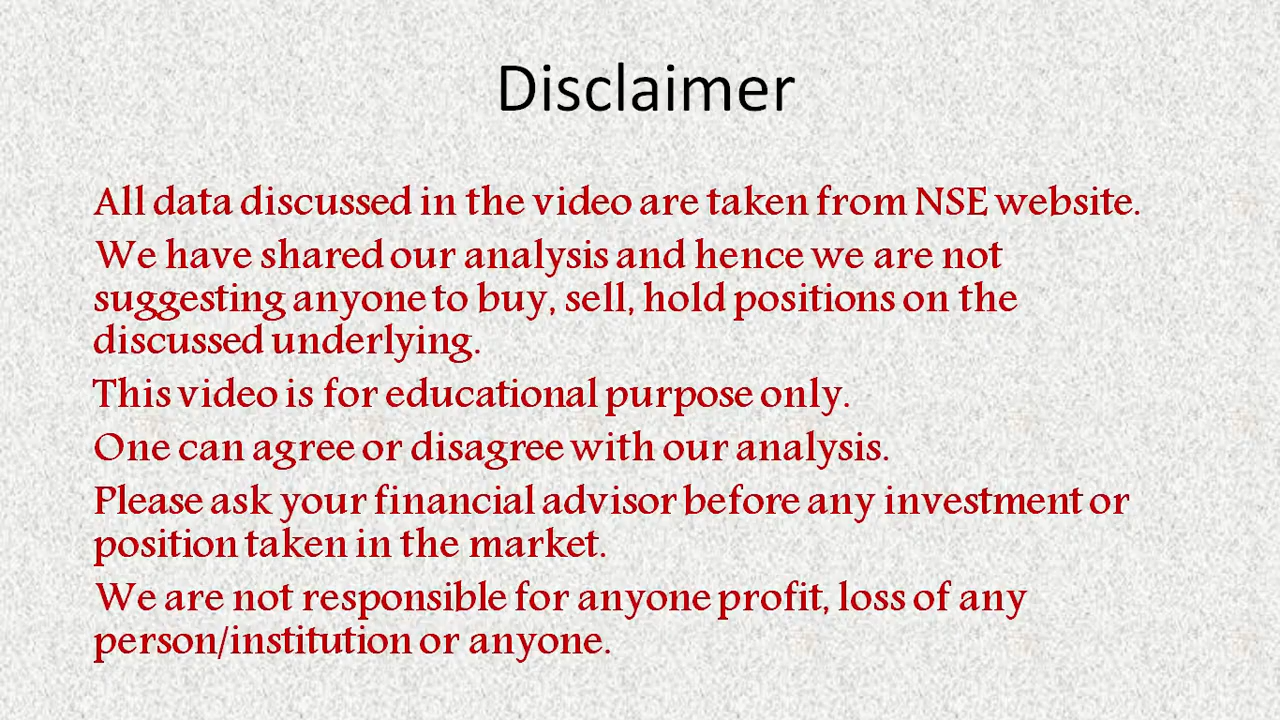 Disclaimer
All data discussed in the video are taken from NSE website.
We have shared our analysis and hence we are not
suggesting anyone to buy, sell, hold positions on the
discussed underlying.
This video is for educational purpose only.
One can agree or disagree with our analysis.
Please ask your financial advisor before any investment or
position taken in the market.
We are not responsible for anyone profit, loss of any
person/institution or anyone.